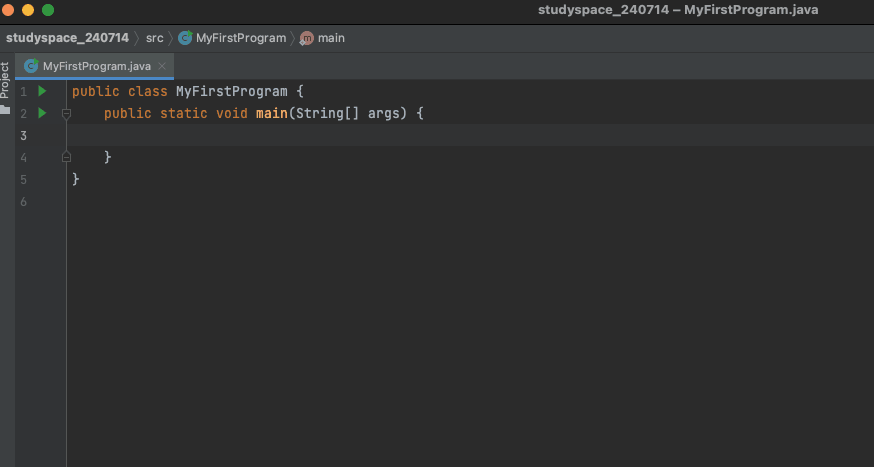 studyspace_240714 – MyFirstProgram.java
studyspace_240714 〉 src 〉 C MyFirstProgram 〉 m main
Project
C MyFirstProgram.java ×
1 public class MyFirstProgram {
2     public static void main(String[] args) {
3
4     }
5 }
6